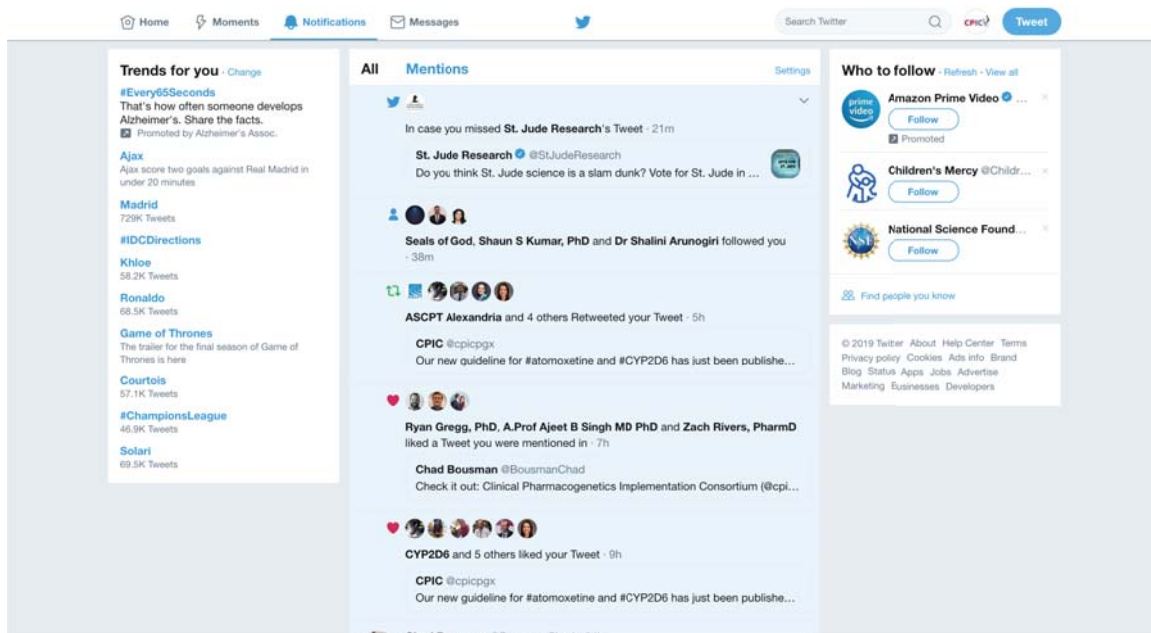 Home Moments Notifications Messages Search Twitter CPIC Tweet
Trends for you · Change
#Every65Seconds
That's how often someone develops
Alzheimer's. Share the facts.
Promoted by Alzheimer's Assoc.
Ajax
Ajax score two goals against Real Madrid in
under 20 minutes
Madrid
729K Tweets
#IDCDirections
Khloe
58.2K Tweets
Ronaldo
68.5K Tweets
Game of Thrones
The trailer for the final season of Game of
Thrones is here
Courtois
57.1K Tweets
#ChampionsLeague
46.9K Tweets
Solari
69.5K Tweets
All Mentions Settings
In case you missed St. Jude Research's Tweet · 21m
St. Jude Research @StJudeResearch
Do you think St. Jude science is a slam dunk? Vote for St. Jude in ...
Seals of God, Shaun S Kumar, PhD and Dr Shalini Arunogiri followed you
· 38m
ASCPT Alexandria and 4 others Retweeted your Tweet · 5h
CPIC @cpicpgx
Our new guideline for #atomoxetine and #CYP2D6 has just been publishe...
Ryan Gregg, PhD, A.Prof Ajeet B Singh MD PhD and Zach Rivers, PharmD
liked a Tweet you were mentioned in · 7h
Chad Bousman @BousmanChad
Check it out: Clinical Pharmacogenetics Implementation Consortium (@cpi...
CYP2D6 and 5 others liked your Tweet · 9h
CPIC @cpicpgx
Our new guideline for #atomoxetine and #CYP2D6 has just been publishe...
Who to follow · Refresh · View all
prime
video
Amazon Prime Video ...
Follow
Promoted
Children's Mercy @Childr...
Follow
NSF
National Science Found...
Follow
Find people you know
© 2019 Twitter About Help Center Terms
Privacy policy Cookies Ads info Brand
Blog Status Apps Jobs Advertise
Marketing Businesses Developers